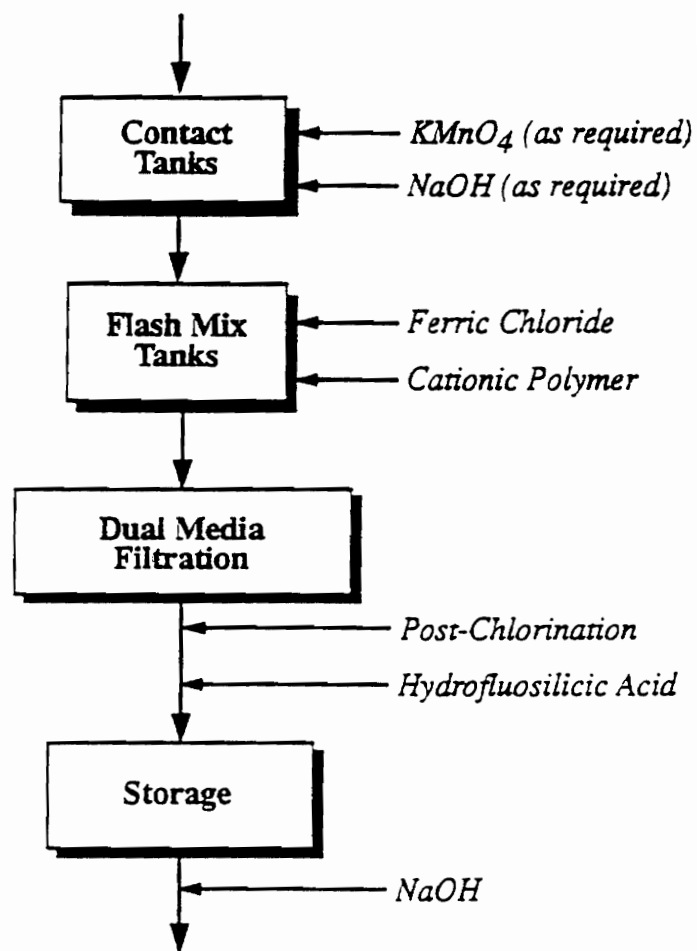 Contact
Tanks
KMnO4 (as required)
NaOH (as required)
Flash Mix
Tanks
Ferric Chloride
Cationic Polymer
Dual Media
Filtration
Post-Chlorination
Hydrofluosilicic Acid
Storage
NaOH